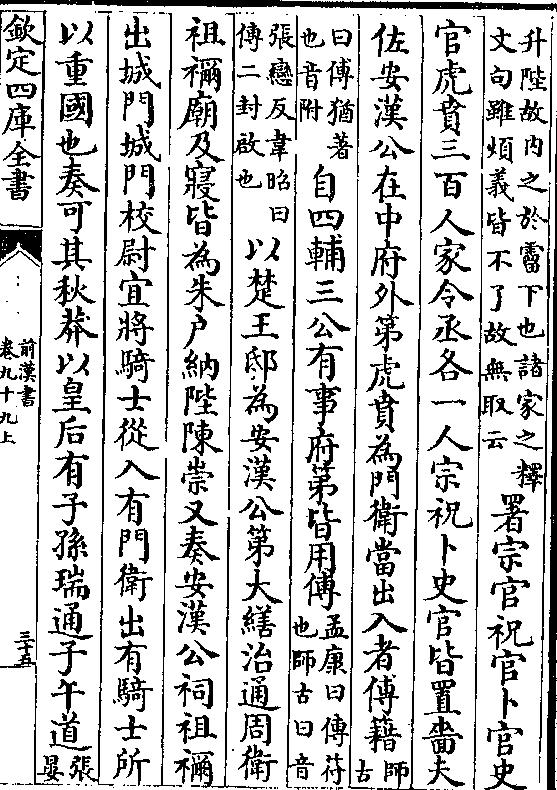 升陛故内之於霤下也諸家之釋
文句雖煩義皆不了故無取云
署宗官祝官卜官史
官虎賁三百人家令丞各一人宗祝卜史官皆置嗇夫
佐安漢公在中府外第虎賁為門衛當出入者傅籍師
古
曰傅猶著
也音附
自四輔三公有事府第皆用傳
孟康曰傳符
也師古曰音
張戀反韋昭曰
傳二封啟也
以楚王邸為安漢公第大繕治通周衛
祖禰廟及寢皆為朱户納陛陳崇又奏安漢公祠祖禰
出城門城門校尉宜將騎士從入有門衛出有騎士所
以重國也奏可其秋莽以皇后有子孫瑞通子午道
張
晏
欽定四庫全書
前漢書
卷九十九上
三十五